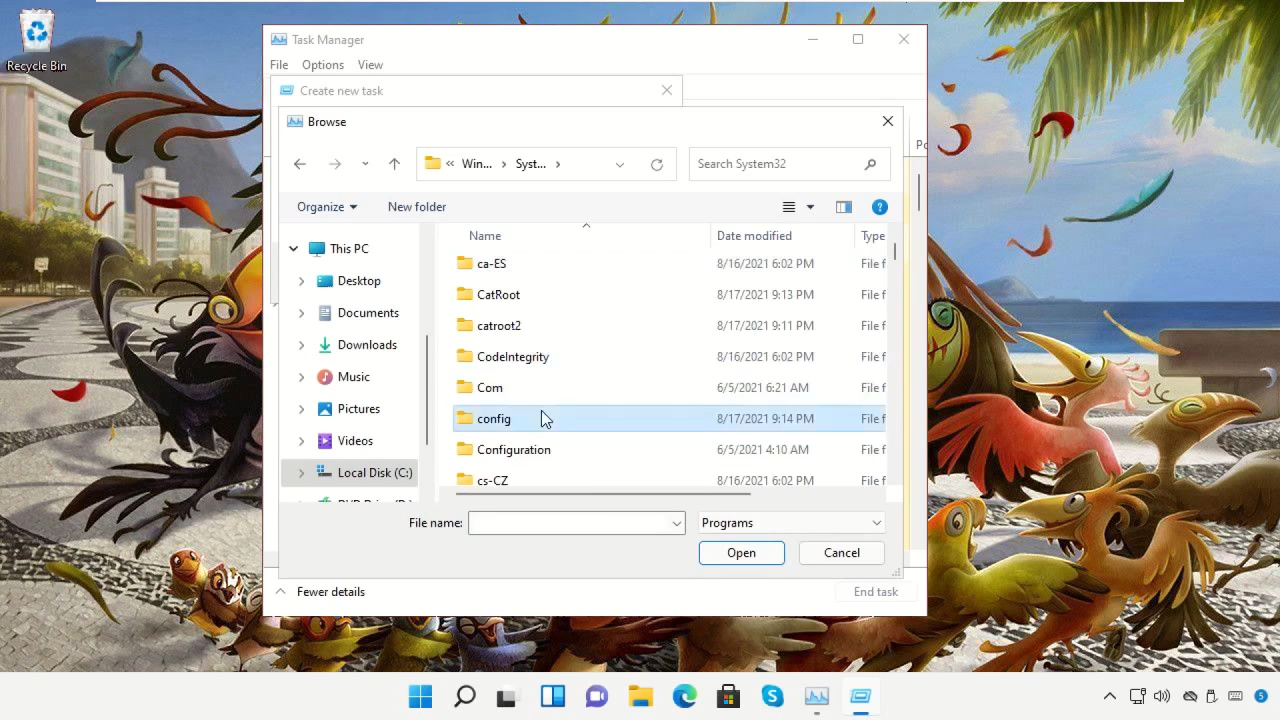 Recycle Bin
Task Manager
File Options View
Create new task
Browse
« Win... › Syst... ›
Search System32
Organize New folder
Name Date modified Type
This PC
Desktop
Documents
Downloads
Music
Pictures
Videos
Local Disk (C:)
ca-ES 8/16/2021 6:02 PM File f
CatRoot 8/17/2021 9:13 PM File f
catroot2 8/17/2021 9:11 PM File f
CodeIntegrity 8/16/2021 6:02 PM File f
Com 6/5/2021 6:21 AM File f
config 8/17/2021 9:14 PM File f
Configuration 6/5/2021 4:10 AM File f
cs-CZ 8/16/2021 6:02 PM File f
File name: Programs
Open Cancel
Fewer details End task
5